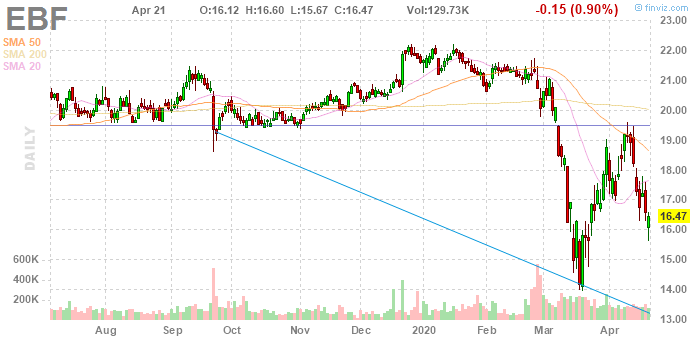 EBF
Apr 21
O:16.12 H:16.60 L:15.67 C:16.47
Vol:129.73K
-0.15 (0.90%)
© finviz.com
SMA 50
SMA 200
SMA 20
DAILY
23.00
22.00
21.00
20.00
19.00
18.00
17.00
16.47
16.00
15.00
14.00
13.00
600K
400K
200K
Aug Sep Oct Nov Dec 2020 Feb Mar Apr